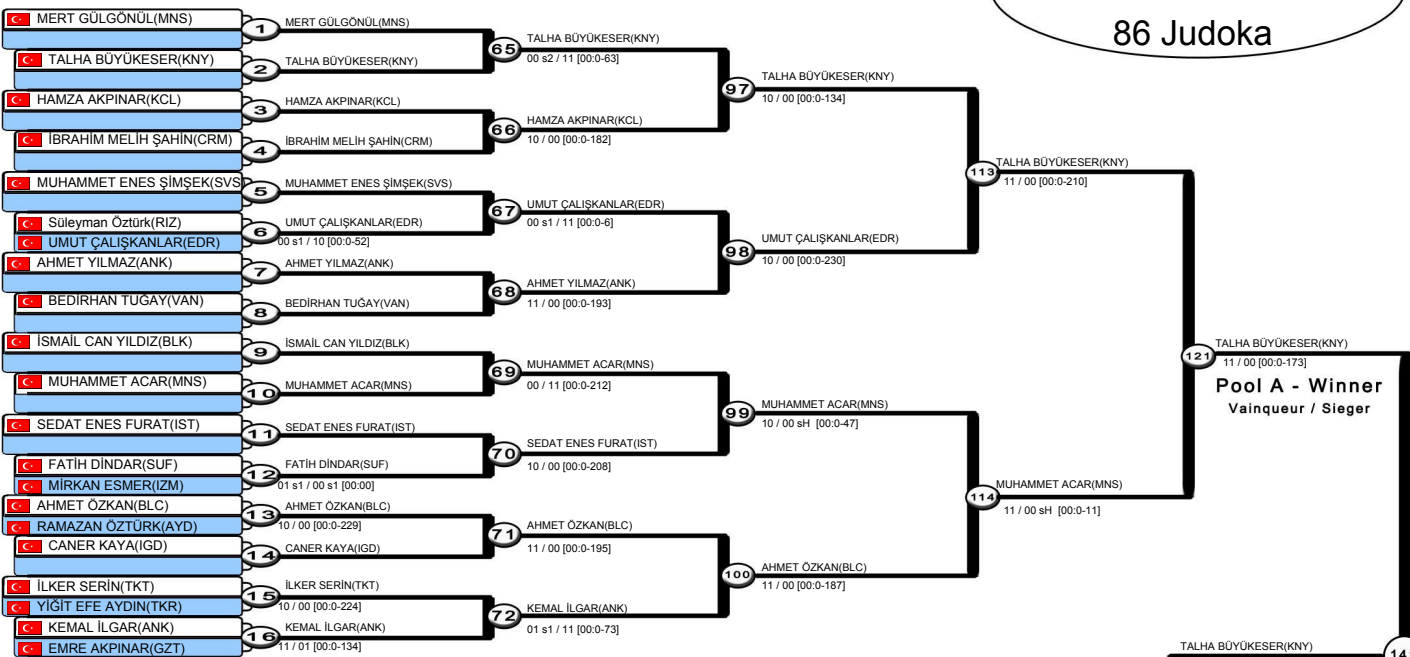 86 Judoka
MERT GÜLGÖNÜL(MNS)
TALHA BÜYÜKESER(KNY)
HAMZA AKPINAR(KCL)
İBRAHİM MELİH ŞAHİN(CRM)
MUHAMMET ENES ŞİMŞEK(SVS
Süleyman Öztürk(RIZ)
UMUT ÇALIŞKANLAR(EDR)
AHMET YILMAZ(ANK)
BEDİRHAN TUĞAY(VAN)
İSMAİL CAN YILDIZ(BLK)
MUHAMMET ACAR(MNS)
SEDAT ENES FURAT(IST)
FATİH DİNDAR(SUF)
MİRKAN ESMER(IZM)
AHMET ÖZKAN(BLC)
RAMAZAN ÖZTÜRK(AYD)
CANER KAYA(IGD)
İLKER SERİN(TKT)
YİĞİT EFE AYDIN(TKR)
KEMAL İLGAR(ANK)
EMRE AKPINAR(GZT)
1 MERT GÜLGÖNÜL(MNS)
2 TALHA BÜYÜKESER(KNY)
3 HAMZA AKPINAR(KCL)
4 İBRAHİM MELİH ŞAHİN(CRM)
5 MUHAMMET ENES ŞİMŞEK(SVS)
6 UMUT ÇALIŞKANLAR(EDR)
00 s1 / 10 [00:0-52]
7 AHMET YILMAZ(ANK)
8 BEDİRHAN TUĞAY(VAN)
9 İSMAİL CAN YILDIZ(BLK)
10 MUHAMMET ACAR(MNS)
11 SEDAT ENES FURAT(IST)
12 FATİH DİNDAR(SUF)
01 s1 / 00 s1 [00:00]
13 AHMET ÖZKAN(BLC)
10 / 00 [00:0-229]
14 CANER KAYA(IGD)
15 İLKER SERİN(TKT)
10 / 00 [00:0-224]
16 KEMAL İLGAR(ANK)
11 / 01 [00:0-134]
65 TALHA BÜYÜKESER(KNY)
00 s2 / 11 [00:0-63]
66 HAMZA AKPINAR(KCL)
10 / 00 [00:0-182]
67 UMUT ÇALIŞKANLAR(EDR)
00 s1 / 11 [00:0-6]
68 AHMET YILMAZ(ANK)
11 / 00 [00:0-193]
69 MUHAMMET ACAR(MNS)
00 / 11 [00:0-212]
70 SEDAT ENES FURAT(IST)
10 / 00 [00:0-208]
71 AHMET ÖZKAN(BLC)
11 / 00 [00:0-195]
72 KEMAL İLGAR(ANK)
01 s1 / 11 [00:0-73]
97 TALHA BÜYÜKESER(KNY)
10 / 00 [00:0-134]
98 UMUT ÇALIŞKANLAR(EDR)
10 / 00 [00:0-230]
99 MUHAMMET ACAR(MNS)
10 / 00 sH [00:0-47]
100 AHMET ÖZKAN(BLC)
11 / 00 [00:0-187]
113 TALHA BÜYÜKESER(KNY)
11 / 00 [00:0-210]
114 MUHAMMET ACAR(MNS)
11 / 00 sH [00:0-11]
121 TALHA BÜYÜKESER(KNY)
11 / 00 [00:0-173]
Pool A - Winner
Vainqueur / Sieger
TALHA BÜYÜKESER(KNY)